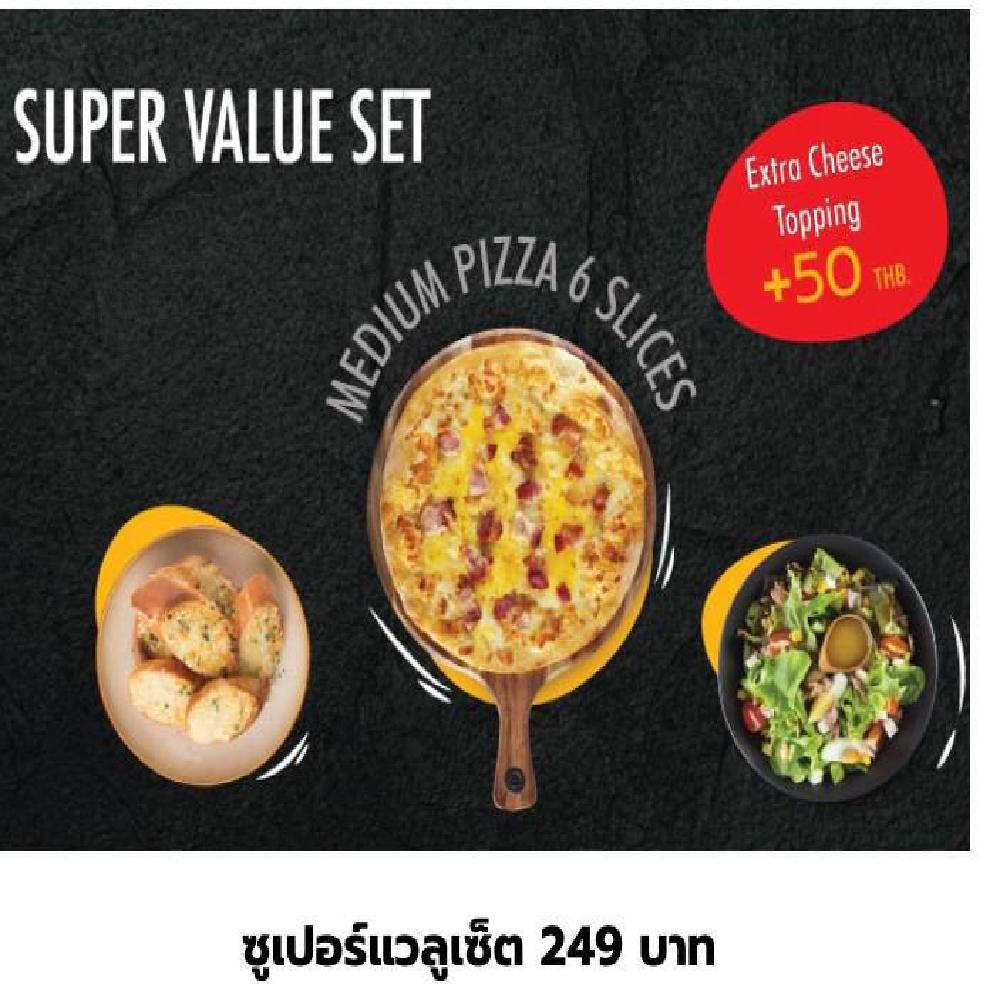 SUPER VALUE SET
Extra Cheese
Topping
+50 THB.
MEDIUM PIZZA 6 SLICES
ซูเปอร์แวลูเซ็ต 249 บาท